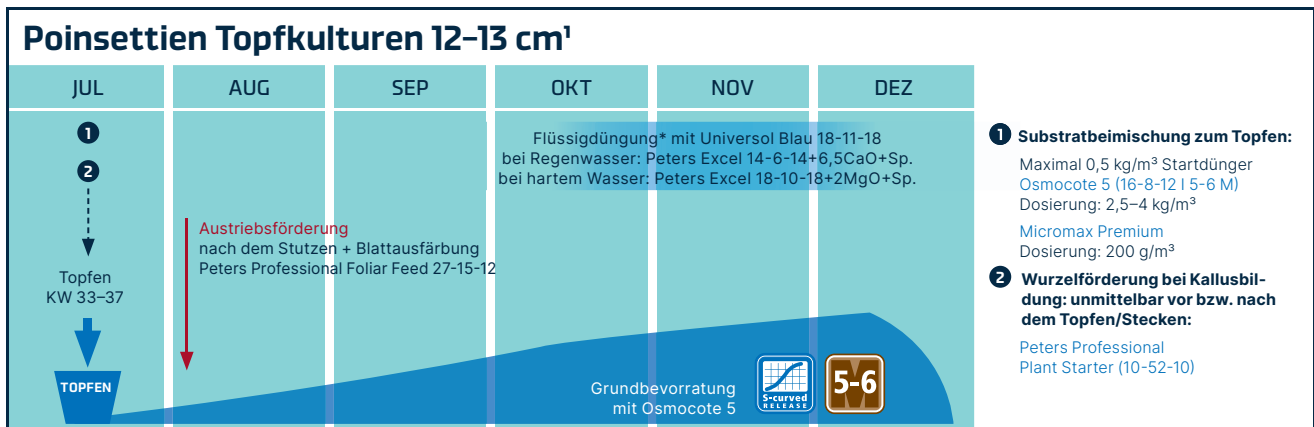 Poinsettien Topfkulturen 12–13 cm¹
JUL
AUG
SEP
OKT
NOV
DEZ
1
2
Topfen
KW 33–37
TOPFEN
Austriebsförderung
nach dem Stutzen + Blattausfärbung
Peters Professional Foliar Feed 27-15-12
Flüssigdüngung* mit Universol Blau 18-11-18
bei Regenwasser: Peters Excel 14-6-14+6,5CaO+Sp.
bei hartem Wasser: Peters Excel 18-10-18+2MgO+Sp.
Grundbevorratung
mit Osmocote 5
S-curved
RELEASE
5-6
M
1 Substratbeimischung zum Topfen:
Maximal 0,5 kg/m³ Startdünger
Osmocote 5 (16-8-12 I 5-6 M)
Dosierung: 2,5–4 kg/m³
Micromax Premium
Dosierung: 200 g/m³
2 Wurzelförderung bei Kallusbil-
dung: unmittelbar vor bzw. nach
dem Topfen/Stecken:
Peters Professional
Plant Starter (10-52-10)